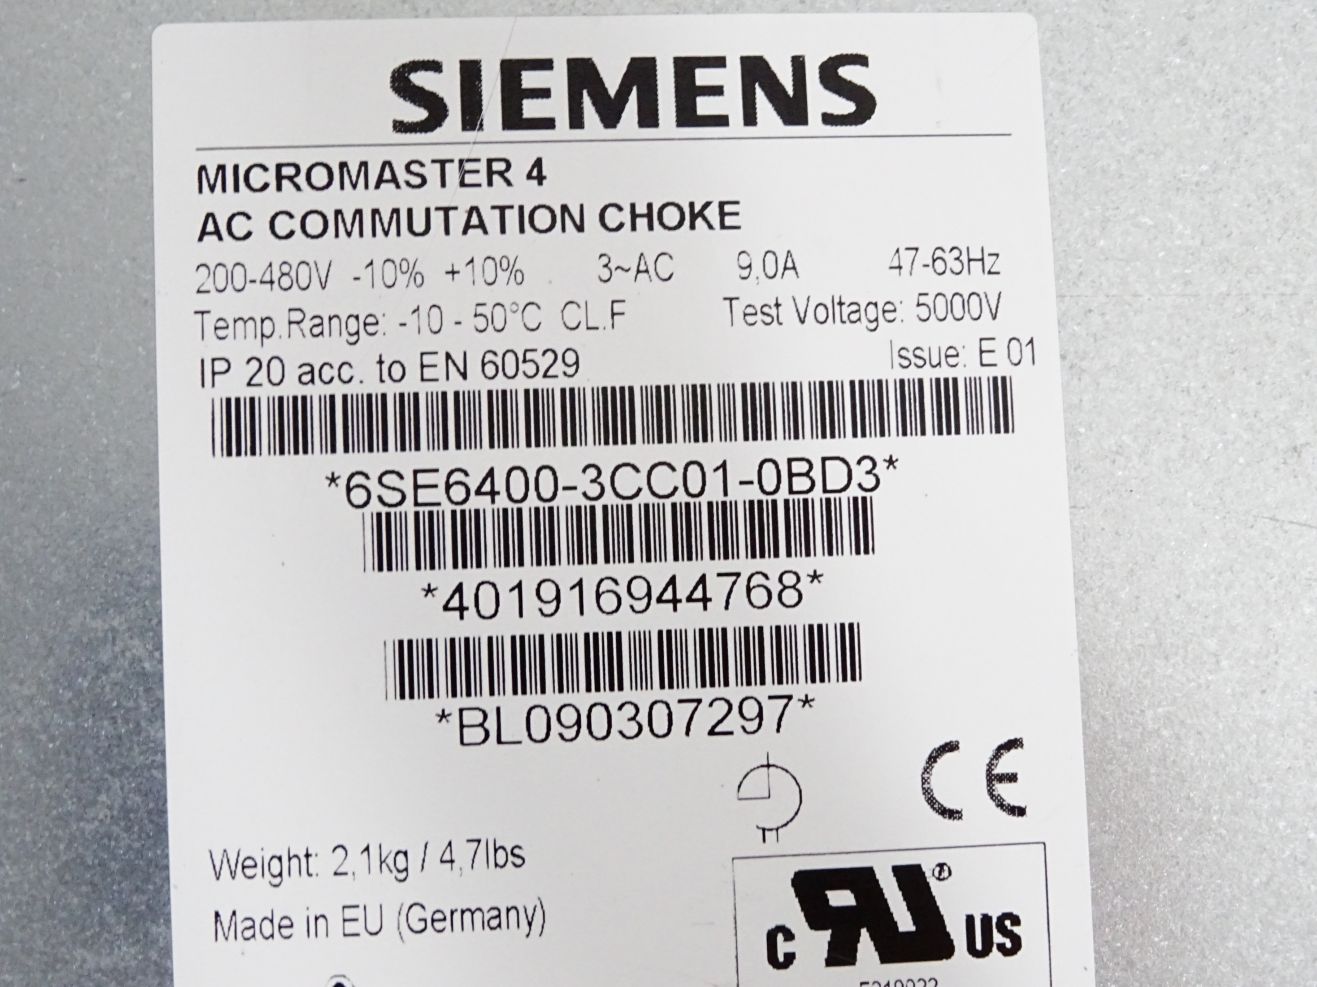 SIEMENS
MICROMASTER 4
AC COMMUTATION CHOKE
200-480V -10% +10% 3~AC 9,0A 47-63Hz
Temp.Range: -10 - 50°C CL.F Test Voltage: 5000V
IP 20 acc. to EN 60529 Issue: E 01
*6SE6400-3CC01-0BD3*
*401916944768*
*BL090307297*
CE
Weight: 2,1kg / 4,7lbs
Made in EU (Germany)
C RU ® US